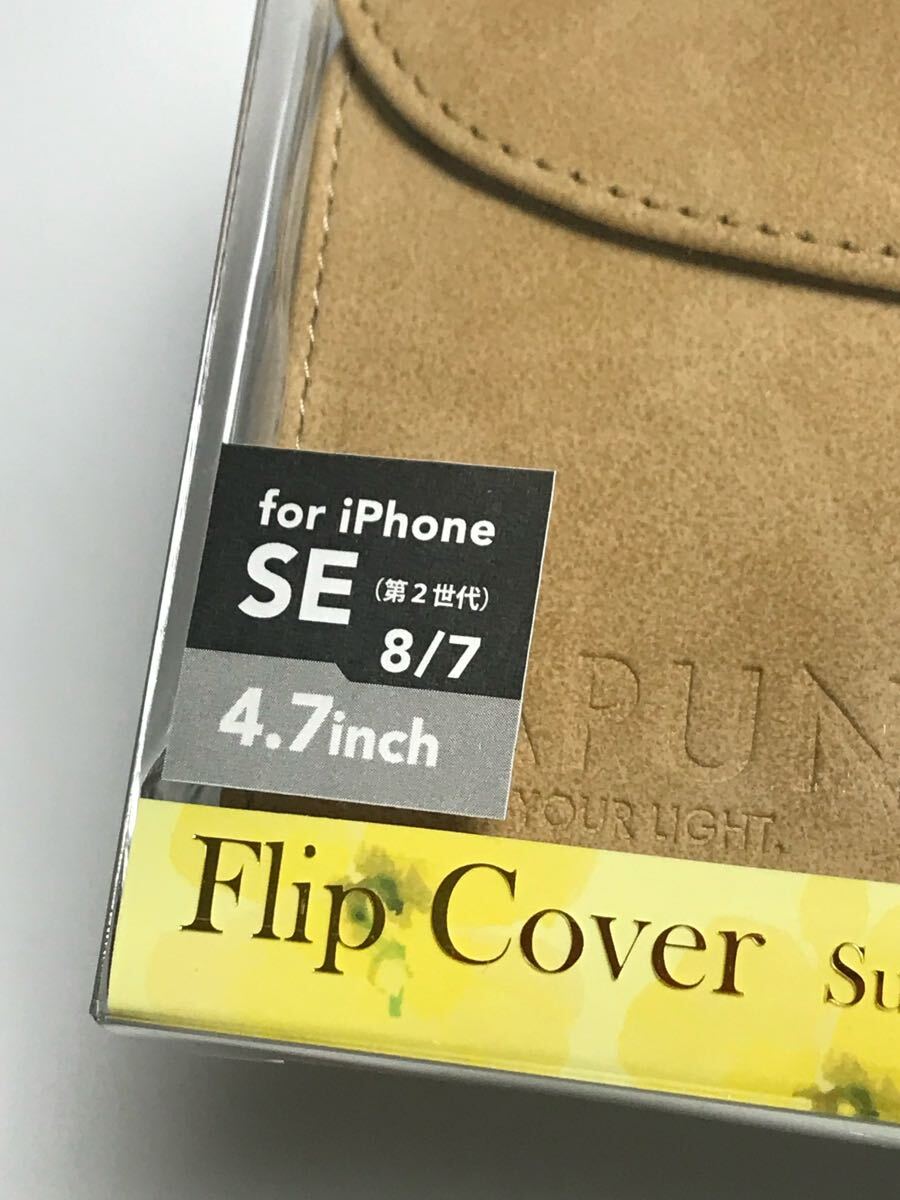 for iPhone
SE (第2世代)
8/7
4.7inch
YOUR LIGHT.
Flip Cover